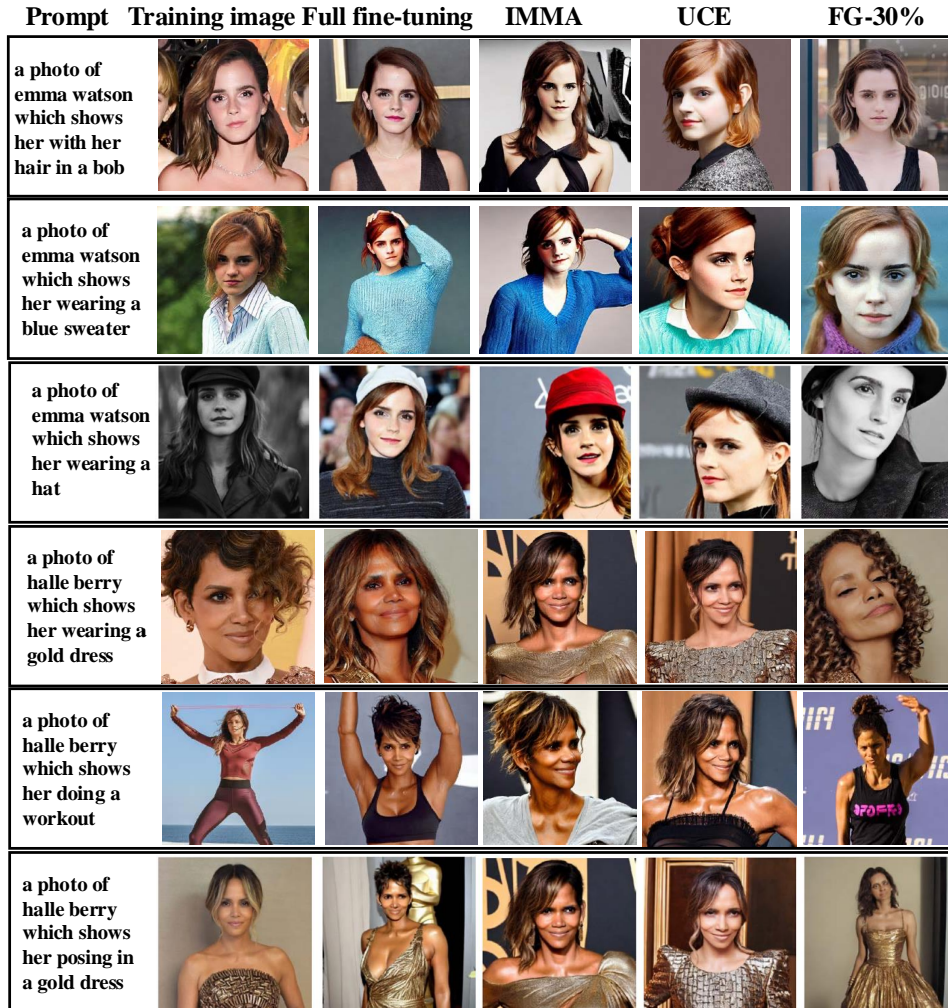 Prompt Training image Full fine-tuning IMMA UCE FG-30%
a photo of
emma watson
which shows
her with her
hair in a bob
a photo of
emma watson
which shows
her wearing a
blue sweater
a photo of
emma watson
which shows
her wearing a
hat
a photo of
halle berry
which shows
her wearing a
gold dress
a photo of
halle berry
which shows
her doing a
workout
a photo of
halle berry
which shows
her posing in
a gold dress